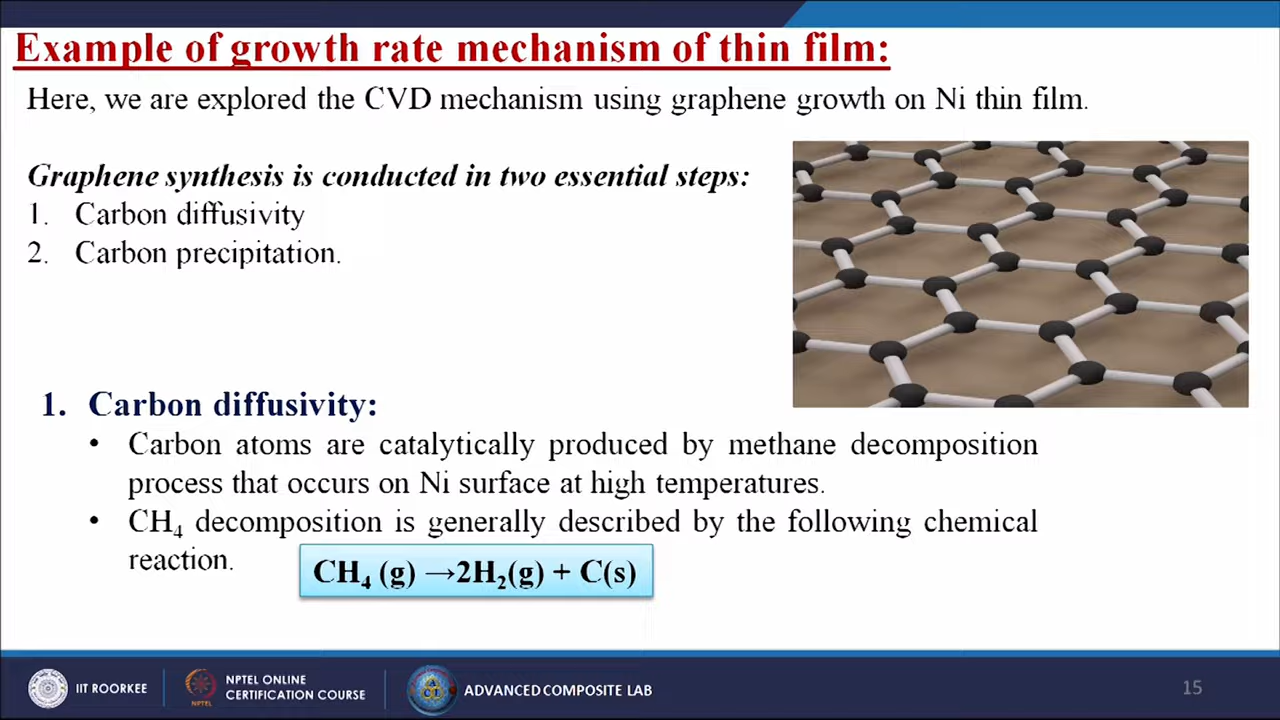 Example of growth rate mechanism of thin film:
Here, we are explored the CVD mechanism using graphene growth on Ni thin film.
Graphene synthesis is conducted in two essential steps:
1. Carbon diffusivity
2. Carbon precipitation.
1. Carbon diffusivity:
• Carbon atoms are catalytically produced by methane decomposition
process that occurs on Ni surface at high temperatures.
• CH₄ decomposition is generally described by the following chemical
reaction.
CH₄ (g) →2H₂(g) + C(s)
IIT ROORKEE
NPTEL ONLINE
CERTIFICATION COURSE
NPTEL
ADVANCED COMPOSITE LAB
15